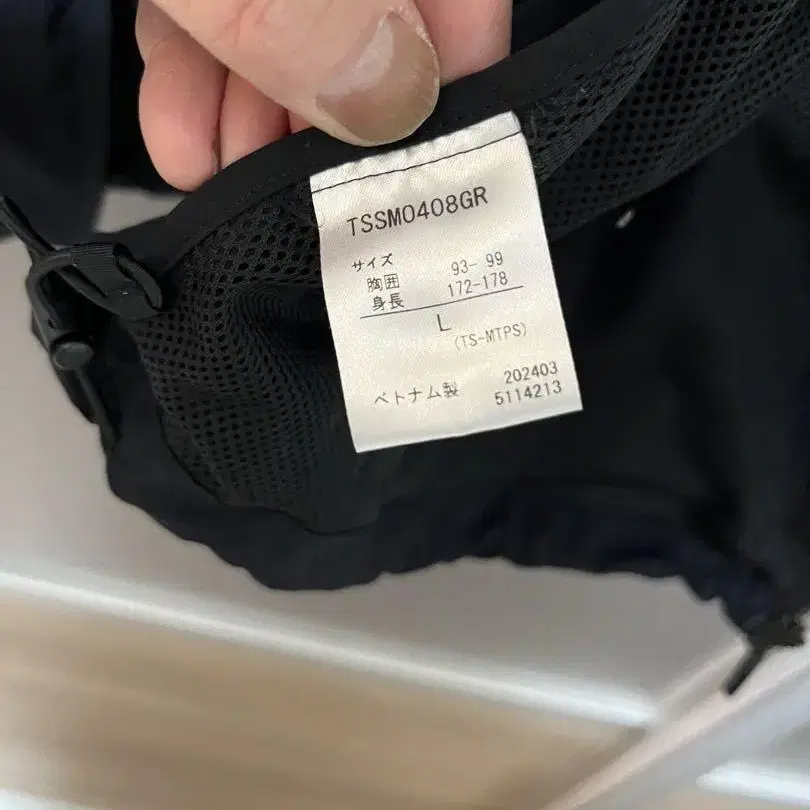 TSSM0408GR
サイズ
胸囲 93- 99
身長 172-178
L
(TS-MTPS)
202403
ベトナム製 5114213